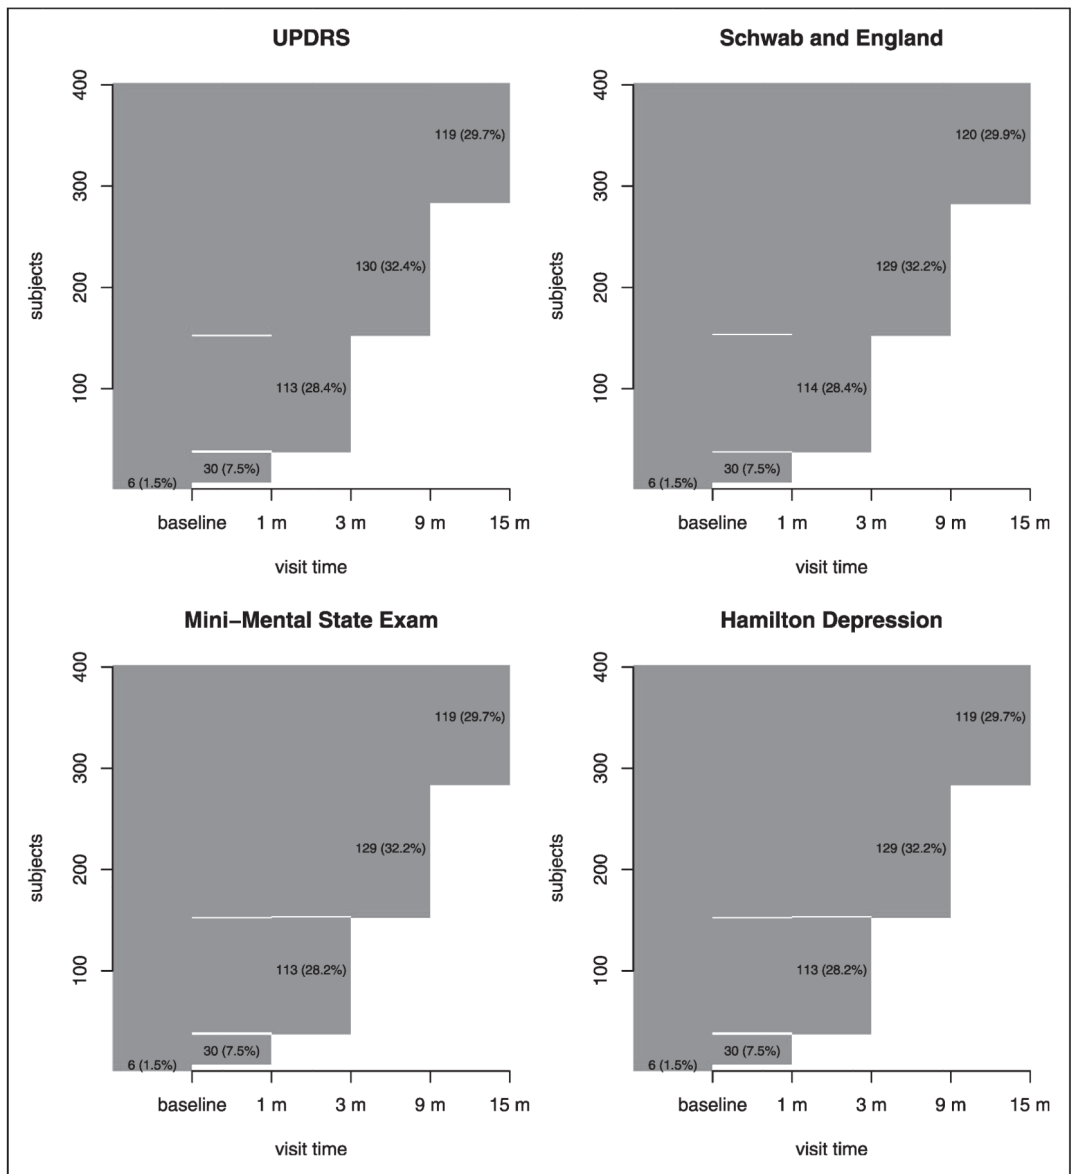 UPDRS
400
300
200
100
subjects
119 (29.7%)
130 (32.4%)
113 (28.4%)
30 (7.5%)
6 (1.5%)
baseline 1 m 3 m 9 m 15 m
visit time
Schwab and England
400
300
200
100
subjects
120 (29.9%)
129 (32.2%)
114 (28.4%)
30 (7.5%)
6 (1.5%)
baseline 1 m 3 m 9 m 15 m
visit time
Mini−Mental State Exam
400
300
200
100
subjects
119 (29.7%)
129 (32.2%)
113 (28.2%)
30 (7.5%)
6 (1.5%)
baseline 1 m 3 m 9 m 15 m
visit time
Hamilton Depression
400
300
200
100
subjects
119 (29.7%)
129 (32.2%)
113 (28.2%)
30 (7.5%)
6 (1.5%)
baseline 1 m 3 m 9 m 15 m
visit time